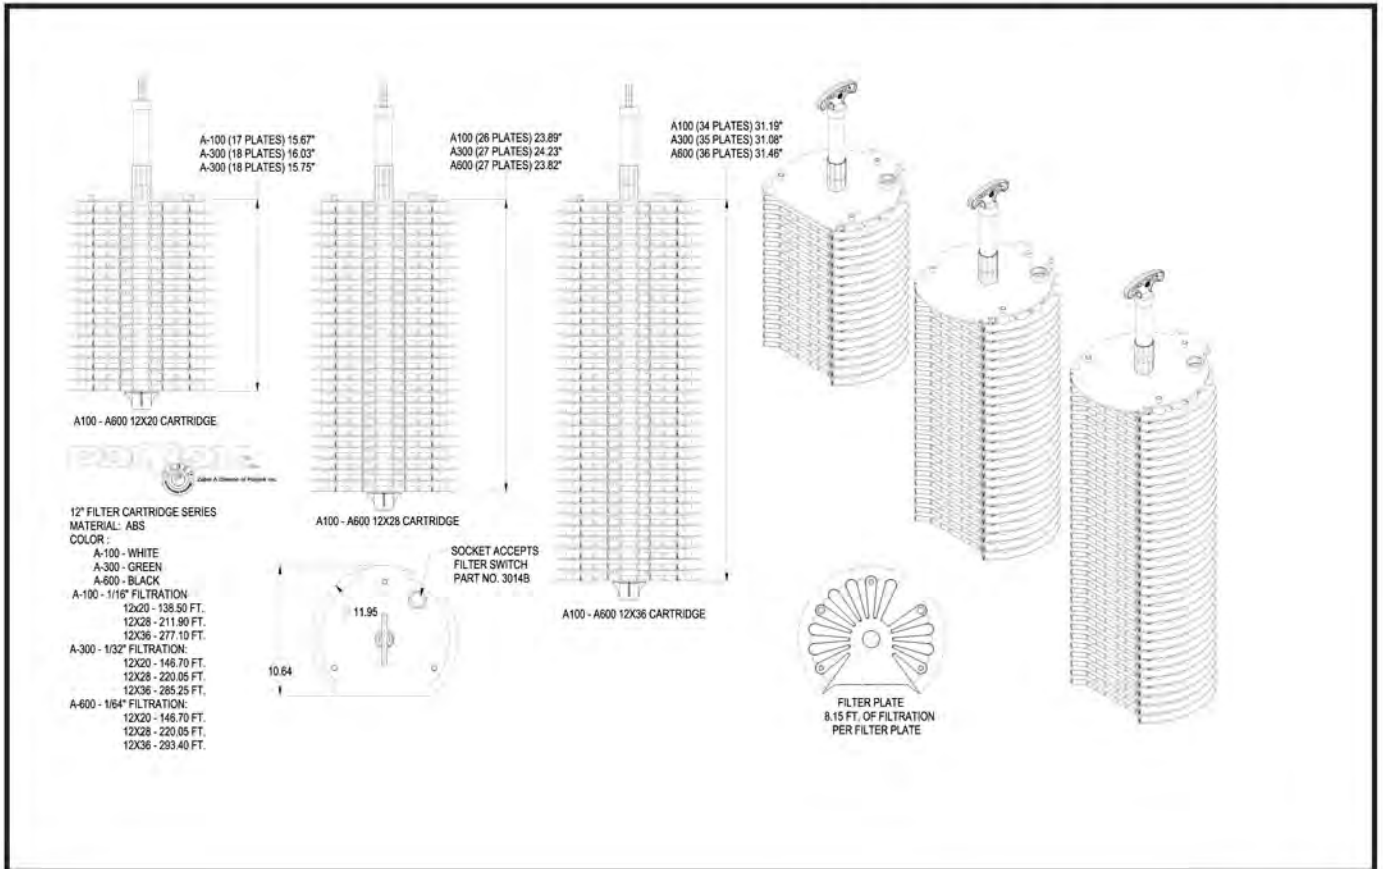 A-100 (17 PLATES) 15.67"
A-300 (18 PLATES) 16.03"
A-300 (18 PLATES) 15.75"
A100 (26 PLATES) 23.89"
A300 (27 PLATES) 24.23"
A600 (27 PLATES) 23.82"
A100 (34 PLATES) 31.19"
A300 (35 PLATES) 31.08"
A600 (36 PLATES) 31.46"
A100 - A600 12X20 CARTRIDGE
A100 - A600 12X28 CARTRIDGE
A100 - A600 12X36 CARTRIDGE
Zabel A Division of Polylok Inc.
12" FILTER CARTRIDGE SERIES
MATERIAL: ABS
COLOR :
A-100 - WHITE
A-300 - GREEN
A-600 - BLACK
A-100 - 1/16" FILTRATION
12x20 - 138.50 FT.
12X28 - 211.90 FT.
12X36 - 277.10 FT.
A-300 - 1/32" FILTRATION:
12X20 - 146.70 FT.
12X28 - 220.05 FT.
12X36 - 285.25 FT.
A-600 - 1/64" FILTRATION:
12X20 - 146.70 FT.
12X28 - 220.05 FT.
12X36 - 293.40 FT.
SOCKET ACCEPTS
FILTER SWITCH
PART NO. 3014B
11.95
10.64
FILTER PLATE
8.15 FT. OF FILTRATION
PER FILTER PLATE